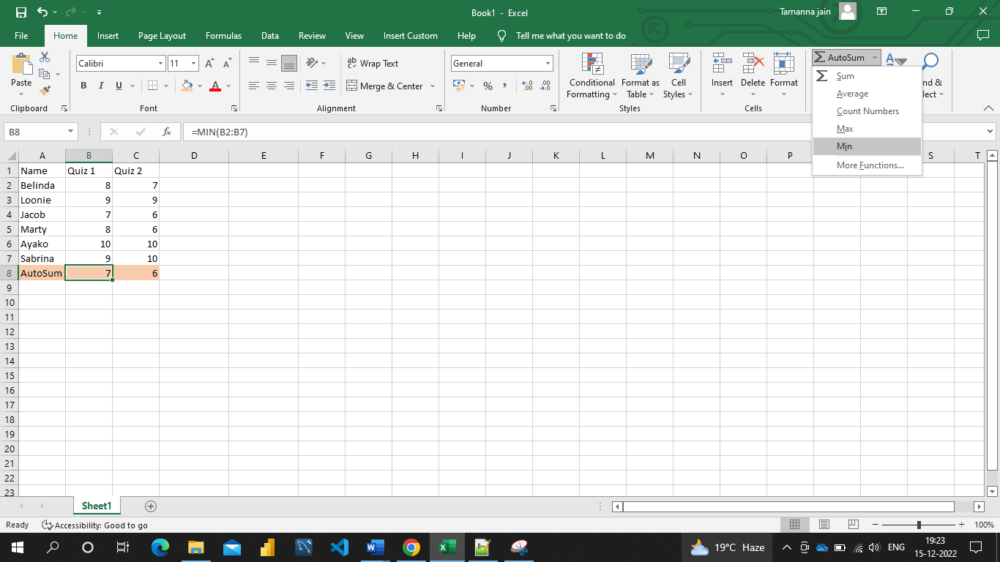 Book1 - Excel
Tamanna jain
File Home Insert Page Layout Formulas Data Review View Insert Custom Help Tell me what you want to do
Paste
Clipboard
Calibri 11
B I U
Font
Wrap Text
Merge & Center
Alignment
General
Number
Conditional Formatting
Format as Table
Cell Styles
Styles
Insert Delete Format
Cells
AutoSum
Sum
Average
Count Numbers
Max
Min
More Functions...
B8 fx =MIN(B2:B7)
A B C D E F G H I J K L M N O P S T
1 Name Quiz 1 Quiz 2
2 Belinda 8 7
3 Loonie 9 9
4 Jacob 7 6
5 Marty 8 6
6 Ayako 10 10
7 Sabrina 9 10
8 AutoSum 7 6
9
10
11
12
13
14
15
16
17
18
19
20
21
22
23
Sheet1
Ready Accessibility: Good to go 100%
19°C Haze ENG 19:23
15-12-2022